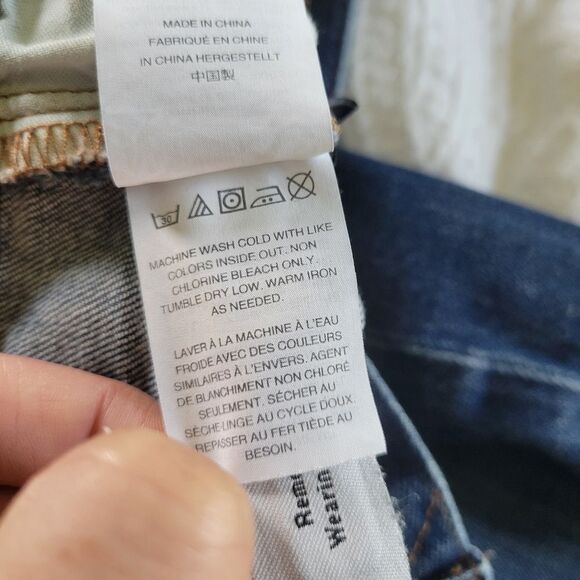 MADE IN CHINA
FABRIQUÉ EN CHINE
IN CHINA HERGESTELLT
中国製
30
MACHINE WASH COLD WITH LIKE
COLORS INSIDE OUT. NON
CHLORINE BLEACH ONLY.
TUMBLE DRY LOW. WARM IRON
AS NEEDED.
LAVER À LA MACHINE À L'EAU
FROIDE AVEC DES COULEURS
SIMILAIRES À L'ENVERS. AGENT
DE BLANCHIMENT NON CHLORÉ
SEULEMENT. SÉCHER AU
SÈCHE-LINGE AU CYCLE DOUX.
REPASSER AU FER TIÈDE AU
BESOIN.